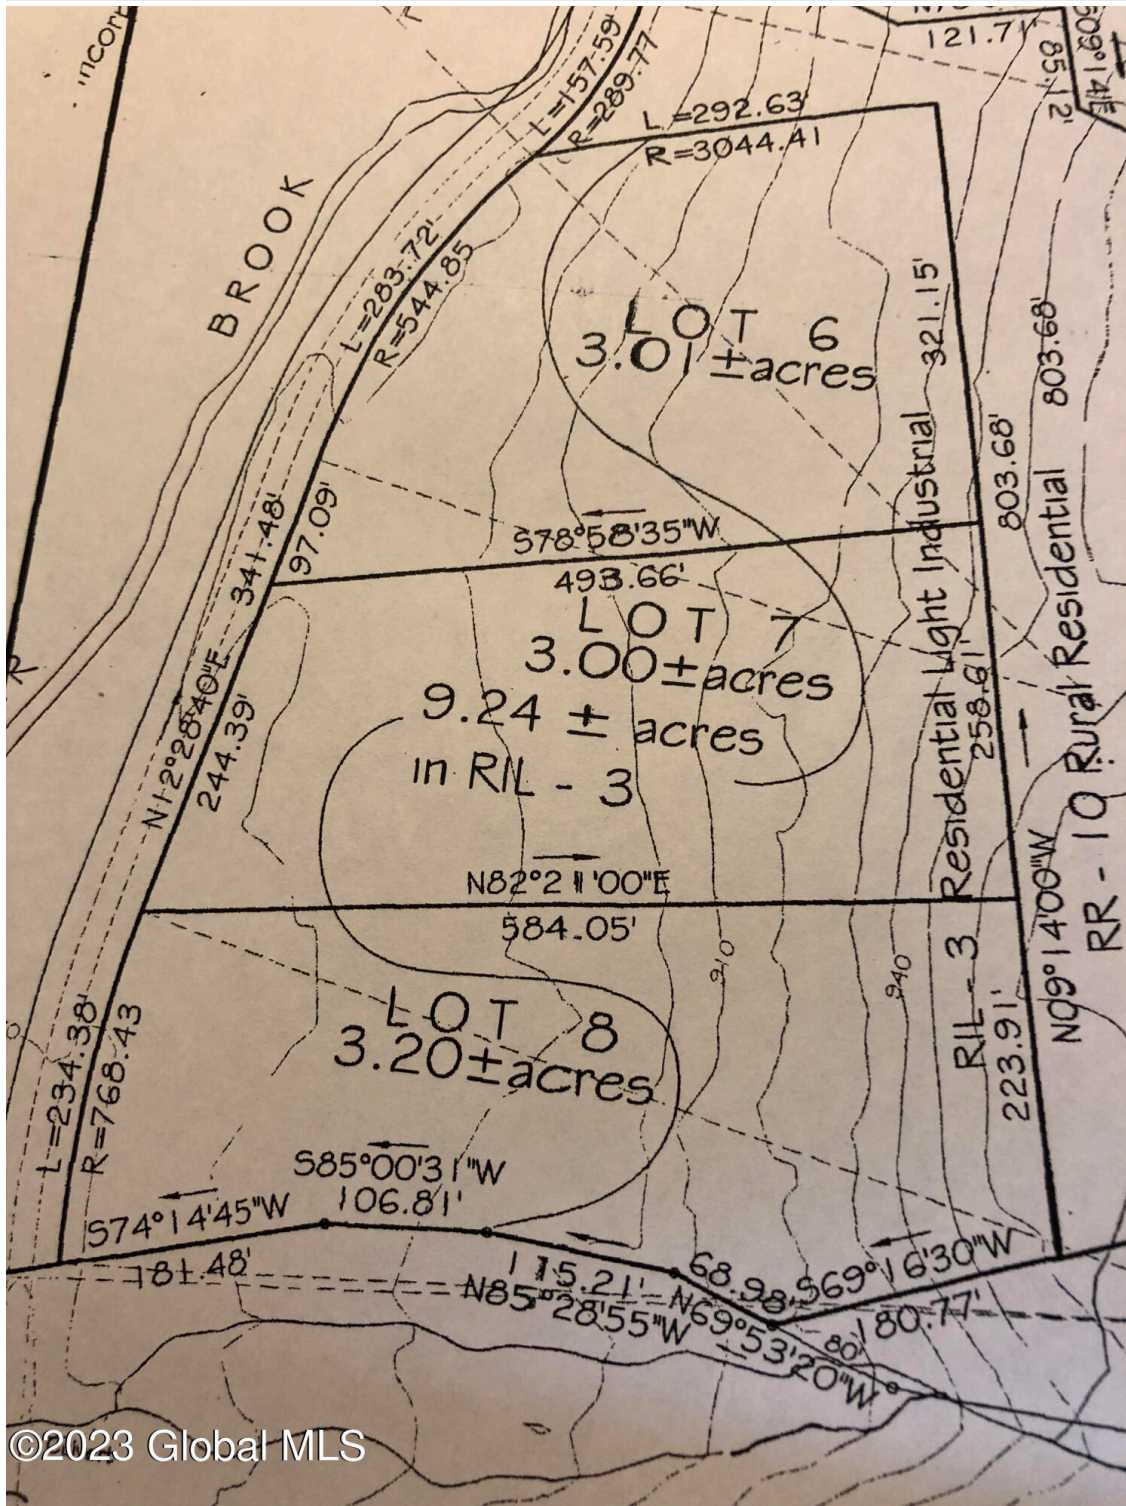 121.71'
85.12'
S09°14'E
L=157.59'
R=289.77
L=292.63'
R=3044.41
BROOK
L=283.72'
R=544.85
LOT 6
3.01±acres
321.15'
803.68'
803.68'
S78°58'35"W
493.66'
341.48'
97.09'
LOT 7
3.00±acres
9.24 ± acres
in RIL - 3
N12°28'40"E
244.39'
258.61'
RIL - 3 Residential Light Industrial
RR - 10 Rural Residential
N82°21'00"E
584.05'
N09°14'00"W
910
940
LOT 8
3.20±acres
223.91'
L=234.38'
R=768.43
S85°00'31"W
106.81'
S74°14'45"W
181.48'
115.21'
N85°28'55"W
68.98'
N69°53'20"W
S69°16'30"W
180.77'
80'
©2023 Global MLS